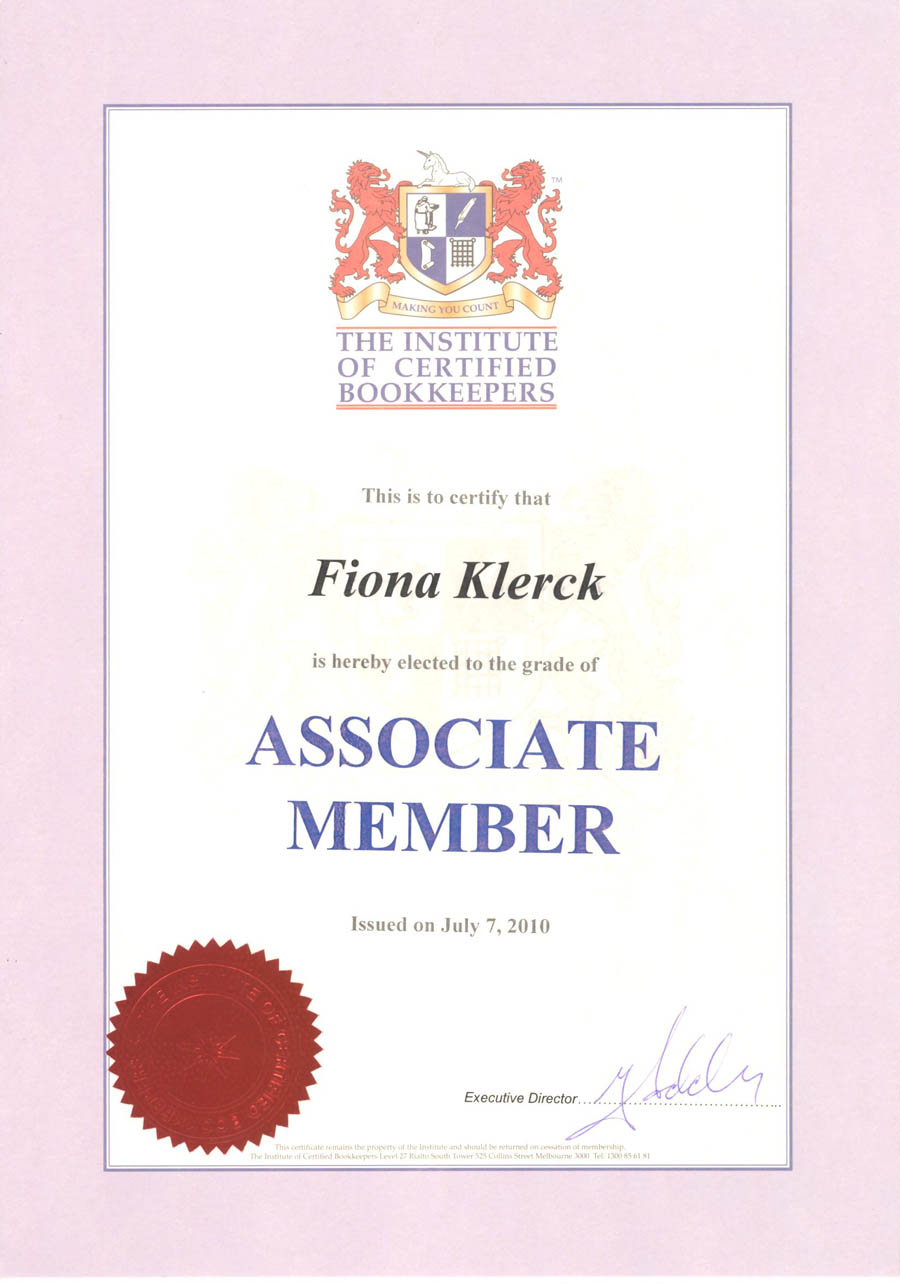 TM
MAKING YOU COUNT
THE INSTITUTE
OF CERTIFIED
BOOKKEEPERS
This is to certify that
Fiona Klerck
is hereby elected to the grade of
ASSOCIATE
MEMBER
Issued on July 7, 2010
THE INSTITUTE OF CERTIFIED BOOKKEEPERS
Executive Director
This certificate remains the property of the Institute and should be returned on cessation of membership.
The Institute of Certified Bookkeepers Level 27 Rialto South Tower 525 Collins Street Melbourne 3000 Tel: 1300 85 61 81